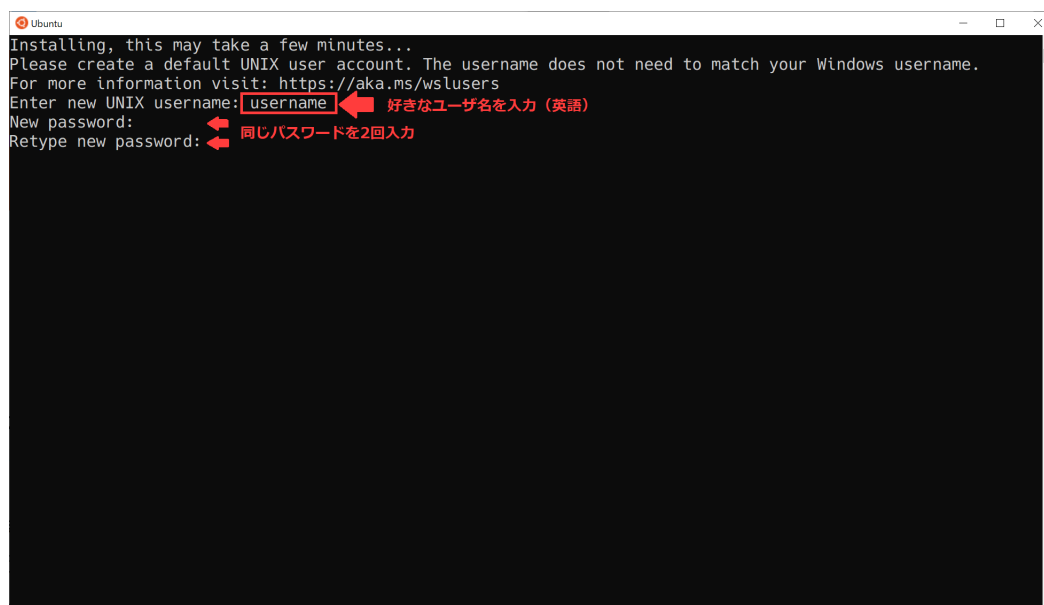 Ubuntu
Installing, this may take a few minutes...
Please create a default UNIX user account. The username does not need to match your Windows username.
For more information visit: https://aka.ms/wslusers
Enter new UNIX username: username 好きなユーザ名を入力（英語）
New password:
同じパスワードを2回入力
Retype new password: